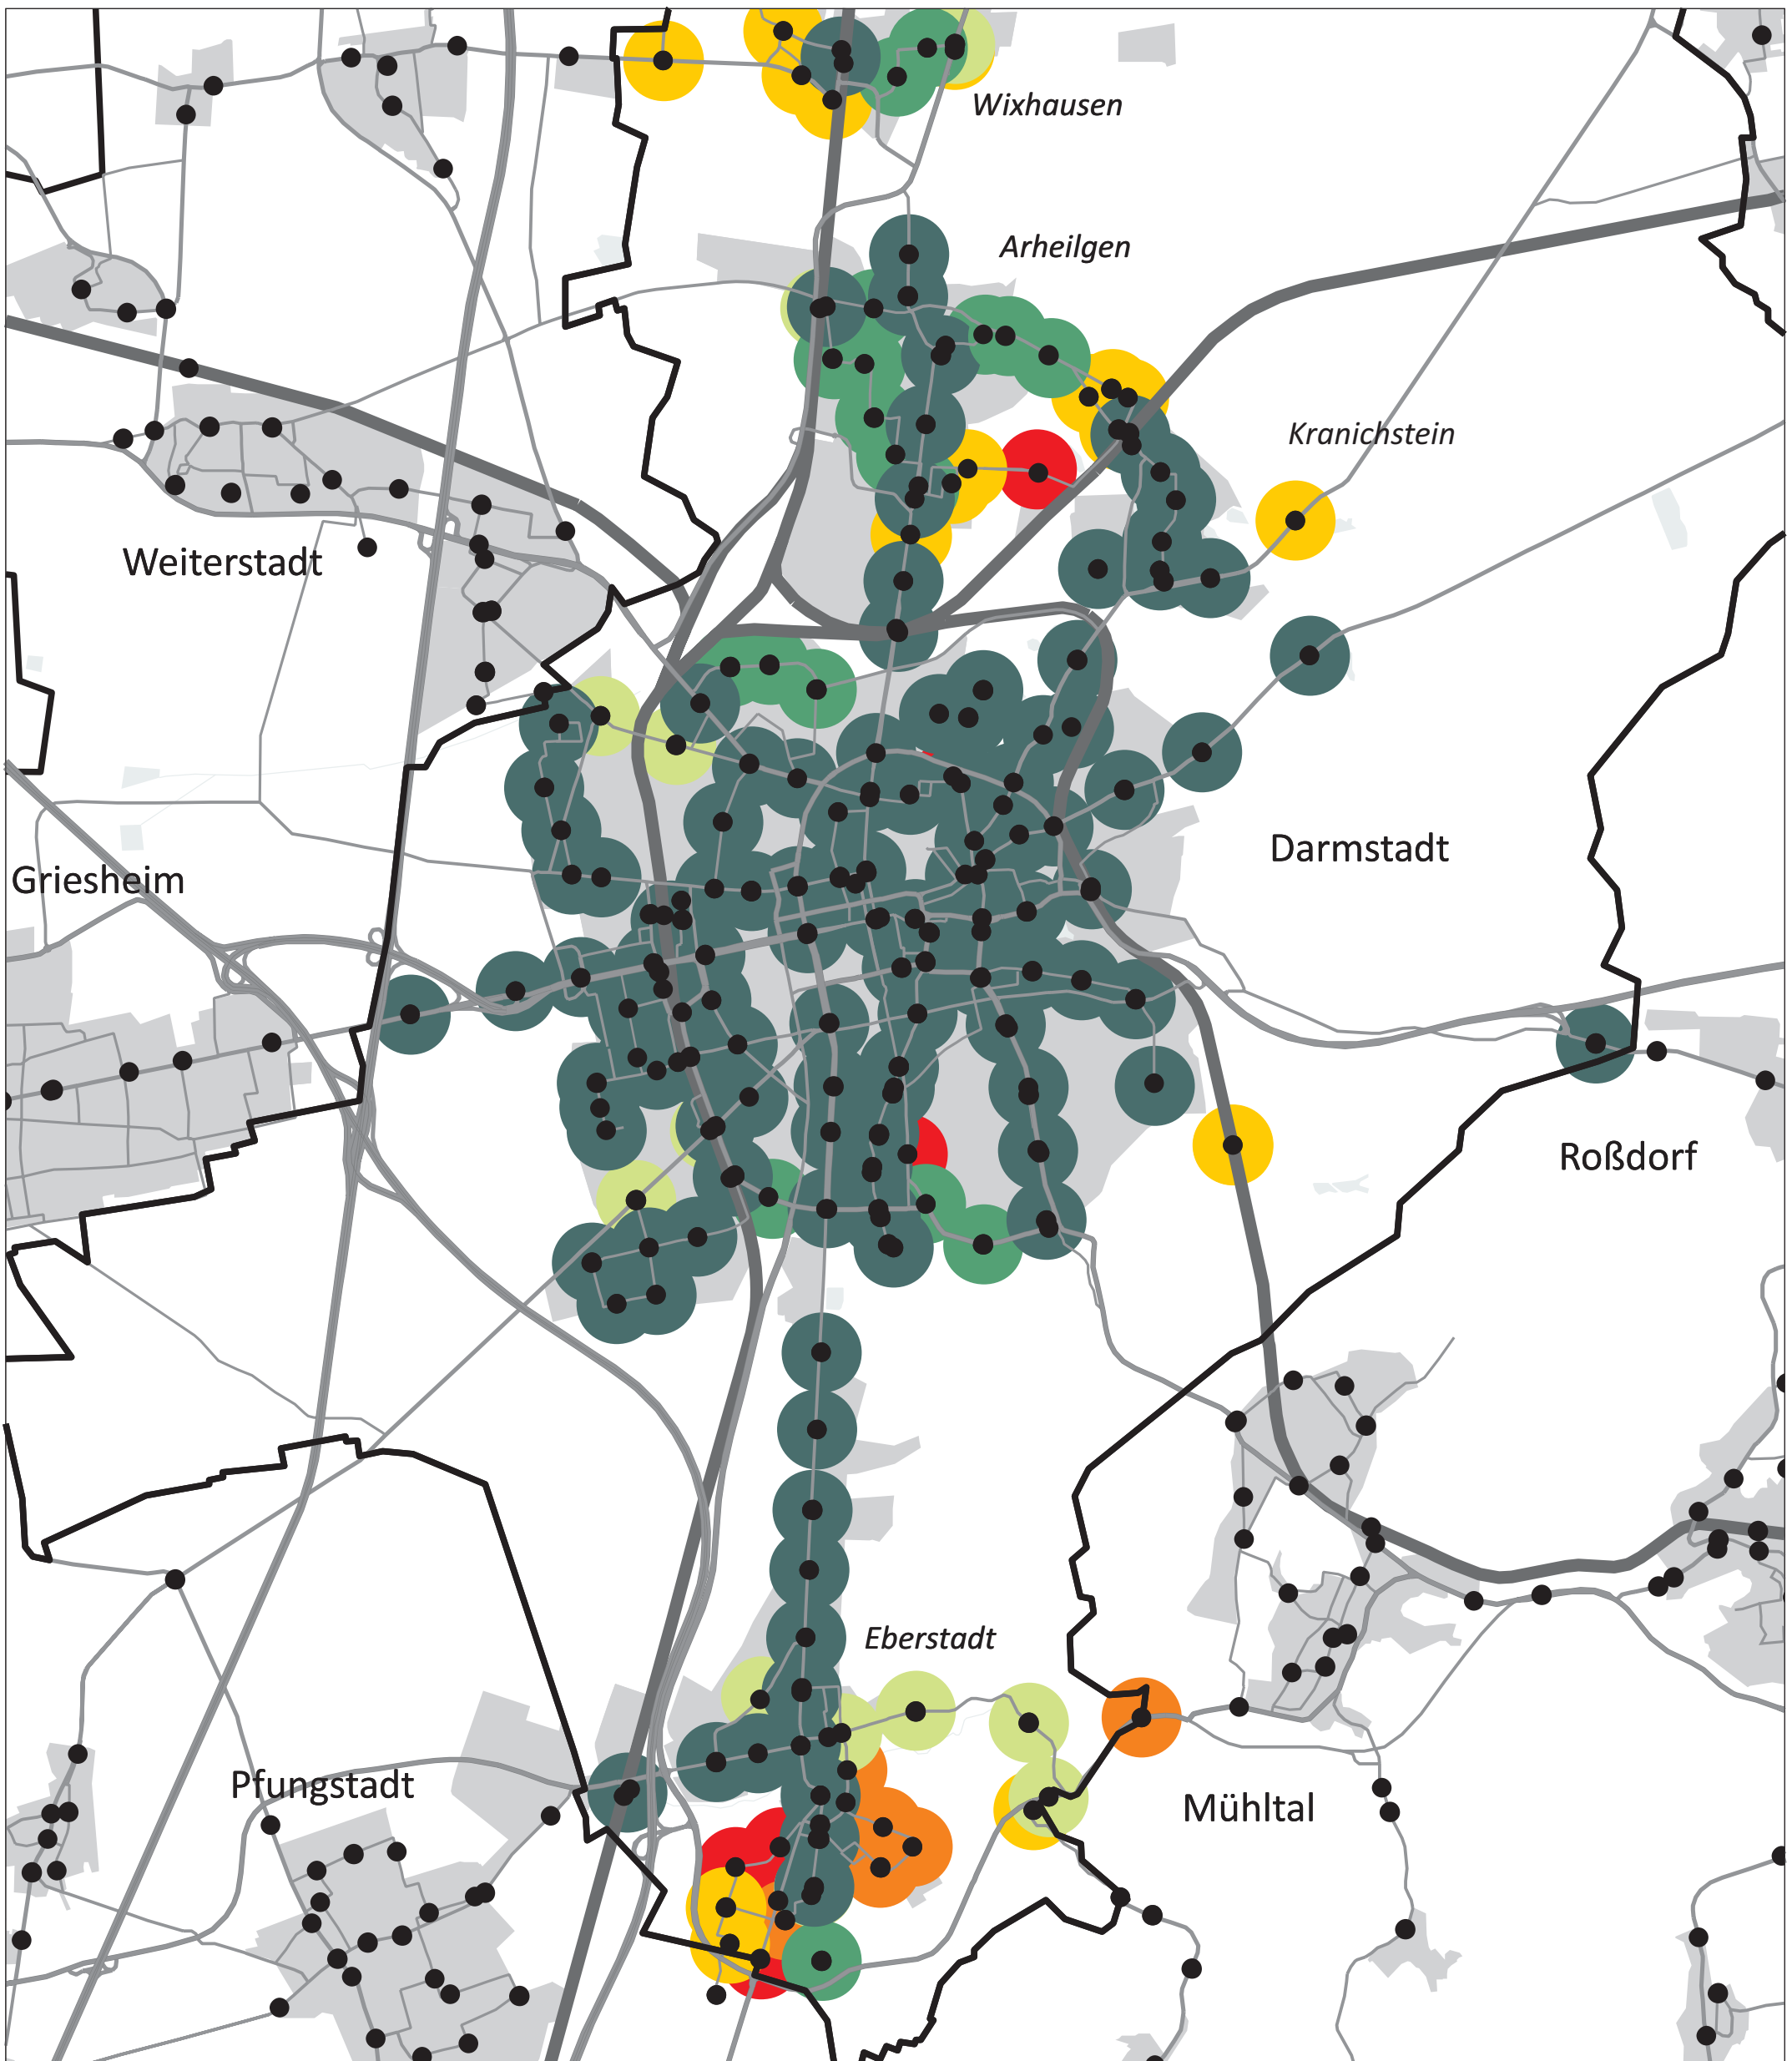 Wixhausen
Arheilgen
Kranichstein
Weiterstadt
Darmstadt
Griesheim
Roßdorf
Eberstadt
Pfungstadt
Mühltal